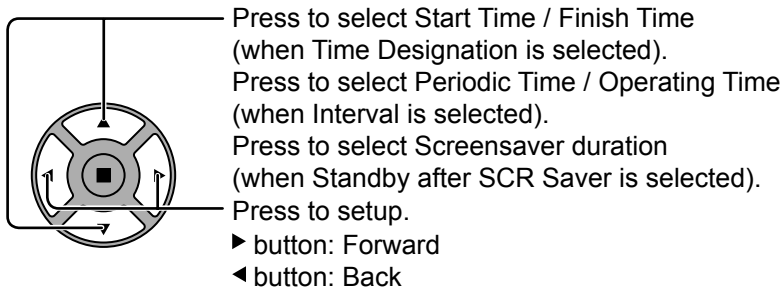 Press to select Start Time / Finish Time
(when Time Designation is selected).
Press to select Periodic Time / Operating Time
(when Interval is selected).
Press to select Screensaver duration
(when Standby after SCR Saver is selected).
Press to setup.
▶ button: Forward
◀ button: Back